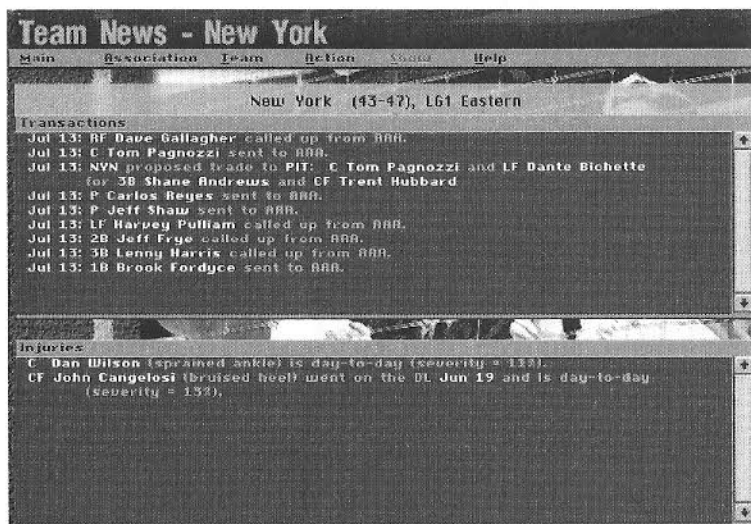 Team News - New York
Main Association Team Action Show Help
New York (43-47), LG1 Eastern
Transactions
Jul 13: RF Dave Gallagher called up from AAA.
Jul 13: C Tom Pagnozzi sent to AAA.
Jul 13: NYN proposed trade to PIT: C Tom Pagnozzi and LF Dante Bichette
for 3B Shane Andrews and CF Trent Hubbard
Jul 13: P Carlos Reyes sent to AAA.
Jul 13: P Jeff Shaw sent to AAA.
Jul 13: LF Harvey Pulliam called up from AAA.
Jul 13: 2B Jeff Frye called up from AAA.
Jul 13: 3B Lenny Harris called up from AAA.
Jul 13: 1B Brook Fordyce sent to AAA.
Injuries
C Dan Wilson (sprained ankle) is day-to-day (severity = 13%).
CF John Cangelosi (bruised heel) went on the DL Jun 19 and is day-to-day
(severity = 15%).